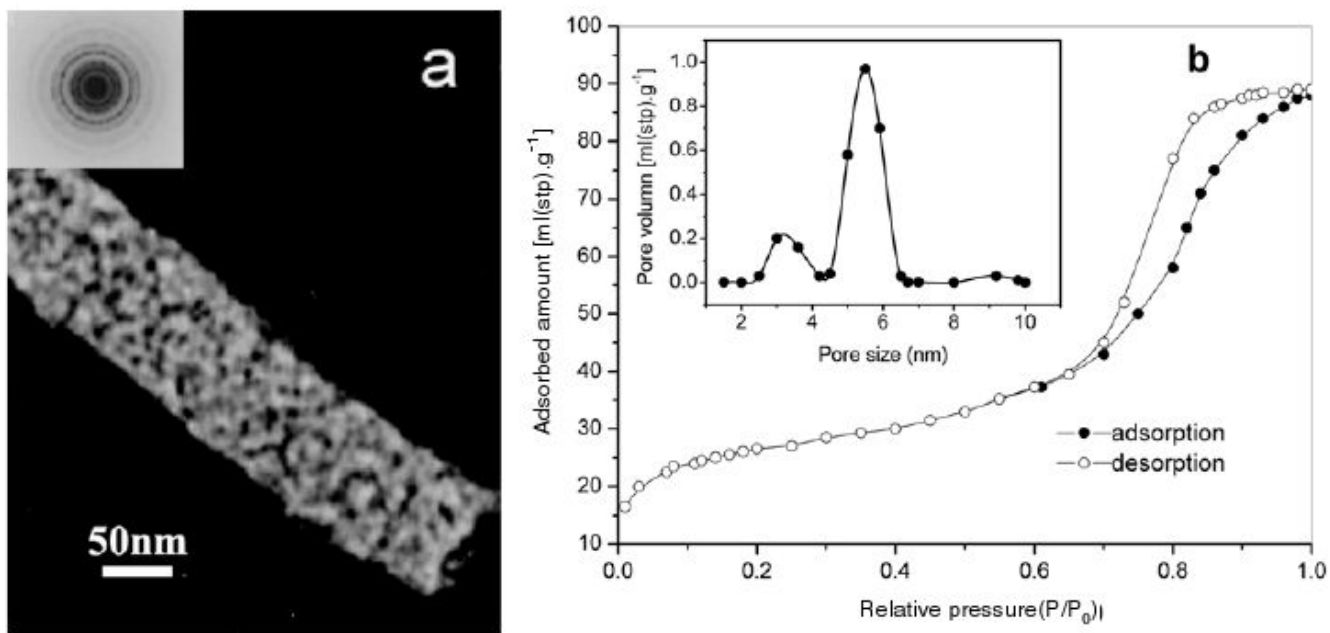 a
50nm
b
Adsorbed amount [ml(stp).g-1]
100
90
80
70
60
50
40
30
20
10
0.0 0.2 0.4 0.6 0.8 1.0
Relative pressure(P/P0)
Pore volumn [ml(stp).g-1]
1.0
0.8
0.6
0.4
0.2
0.0
2 4 6 8 10
Pore size (nm)
adsorption
desorption